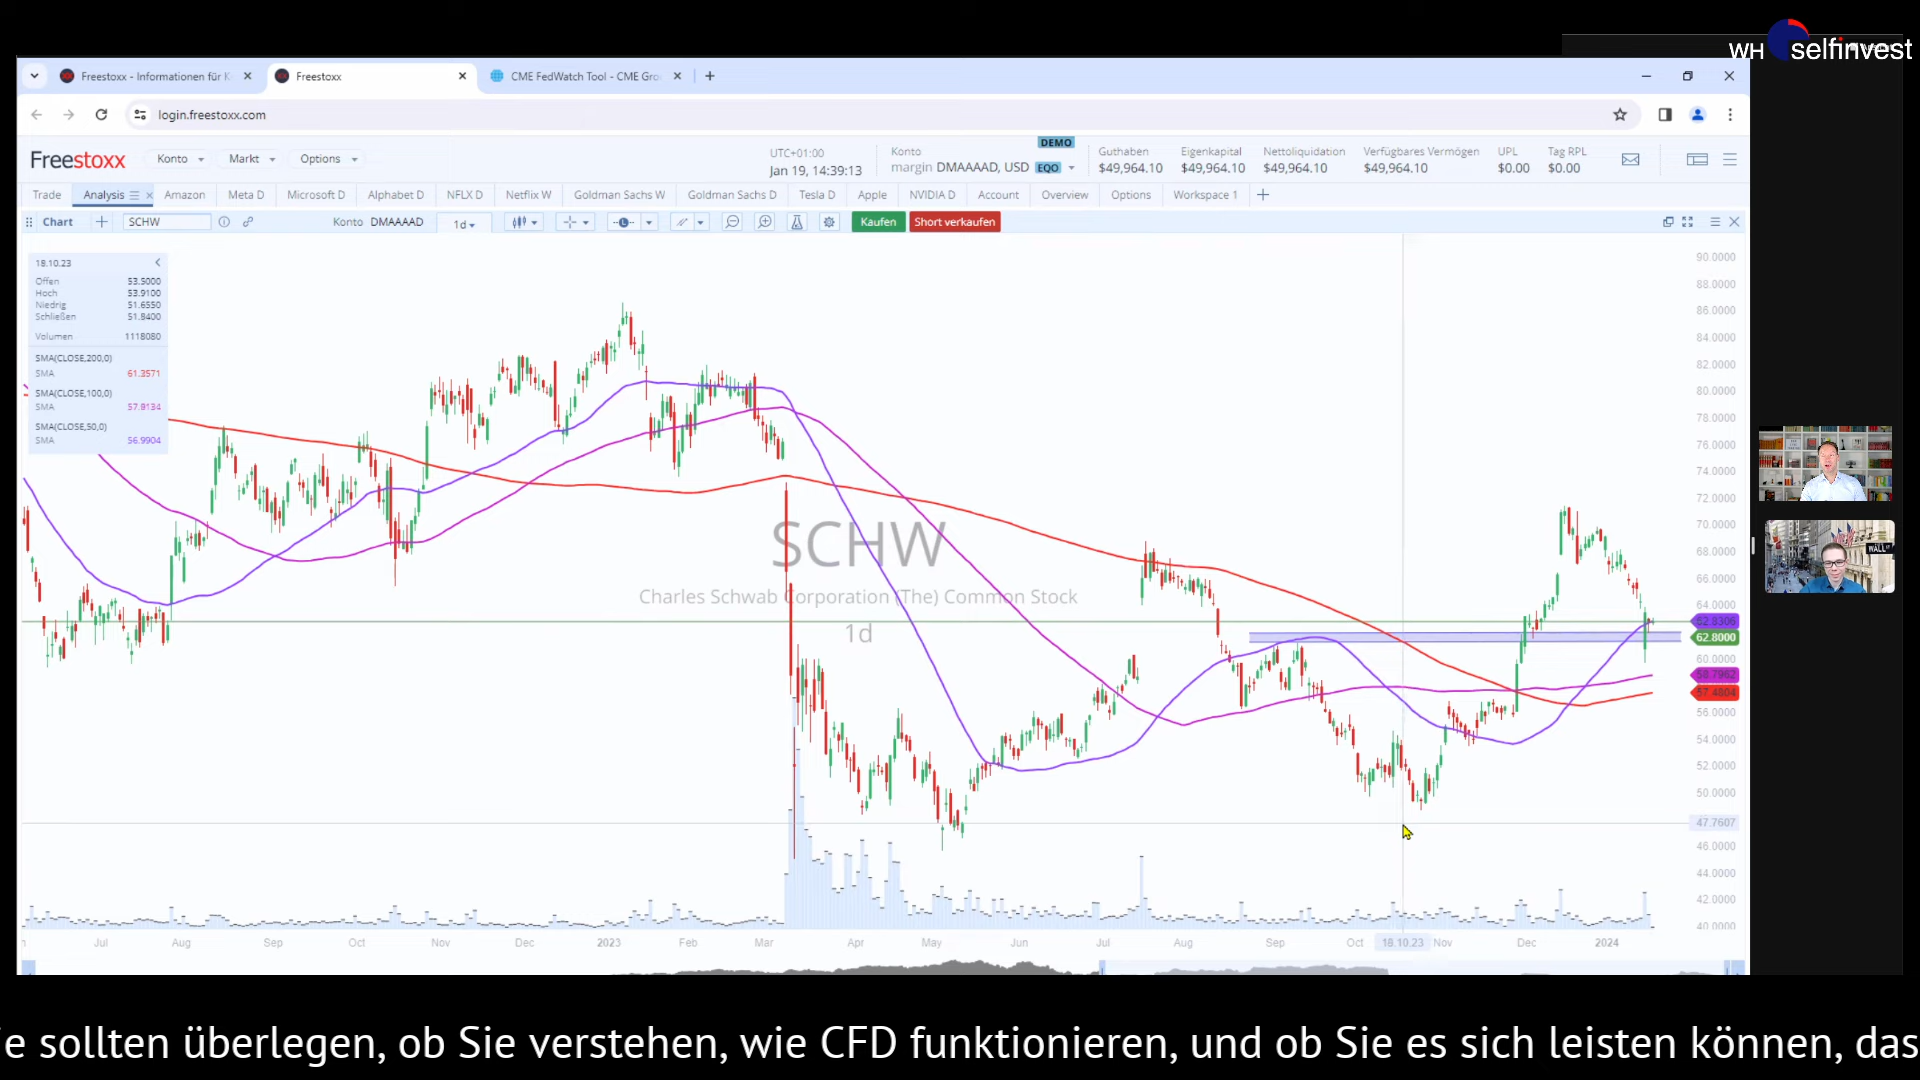 WH selfinvest
Freestoxx - Informationen für K
Freestoxx
CME FedWatch Tool - CME Gro
login.freestoxx.com
Freestoxx
Konto
Markt
Options
UTC+01:00
Jan 19, 14:39:13
Konto
DEMO
margin DMAAAAD, USD EQO
Guthaben
$49,964.10
Eigenkapital
$49,964.10
Nettoliquidation
$49,964.10
Verfügbares Vermögen
$49,964.10
UPL
$0.00
Tag RPL
$0.00
Trade
Analysis
Amazon
Meta D
Microsoft D
Alphabet D
NFLX D
Netflix W
Goldman Sachs W
Goldman Sachs D
Tesla D
Apple
NVIDIA D
Account
Overview
Options
Workspace 1
Chart
SCHW
Konto DMAAAAD
1d
Kaufen
Short verkaufen
18.10.23
Offen 53.5000
Hoch 53.9100
Niedrig 51.6550
Schließen 51.8400
Volumen 1118080
SMA(CLOSE,200,0)
SMA 61.3571
SMA(CLOSE,100,0)
SMA 57.8134
SMA(CLOSE,50,0)
SMA 56.9904
SCHW
Charles Schwab Corporation (The) Common Stock
1d
90.0000
88.0000
86.0000
84.0000
82.0000
80.0000
78.0000
76.0000
74.0000
72.0000
70.0000
68.0000
66.0000
64.0000
62.8000
60.0000
57.4804
56.0000
54.0000
52.0000
50.0000
47.7607
46.0000
44.0000
42.0000
40.0000
Jul
Aug
Sep
Oct
Nov
Dec
2023
Feb
Mar
Apr
May
Jun
Jul
Aug
Sep
Oct
18.10.23
Nov
Dec
2024
WALL
ie sollten überlegen, ob Sie verstehen, wie CFD funktionieren, und ob Sie es sich leisten können, das